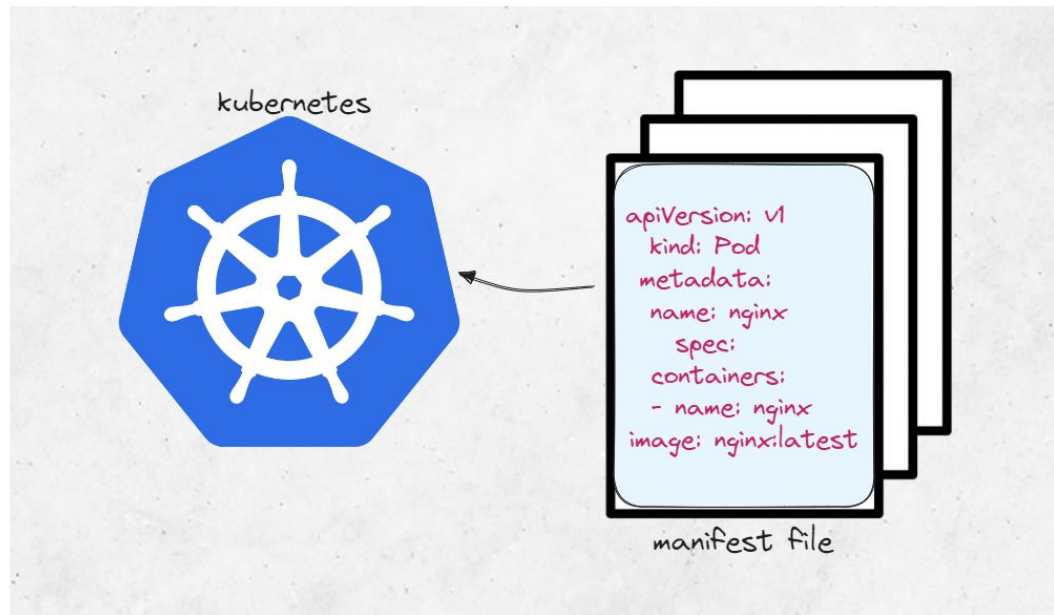 kubernetes
apiVersion: v1
kind: Pod
metadata:
name: nginx
spec:
containers:
- name: nginx
image: nginx:latest
manifest file